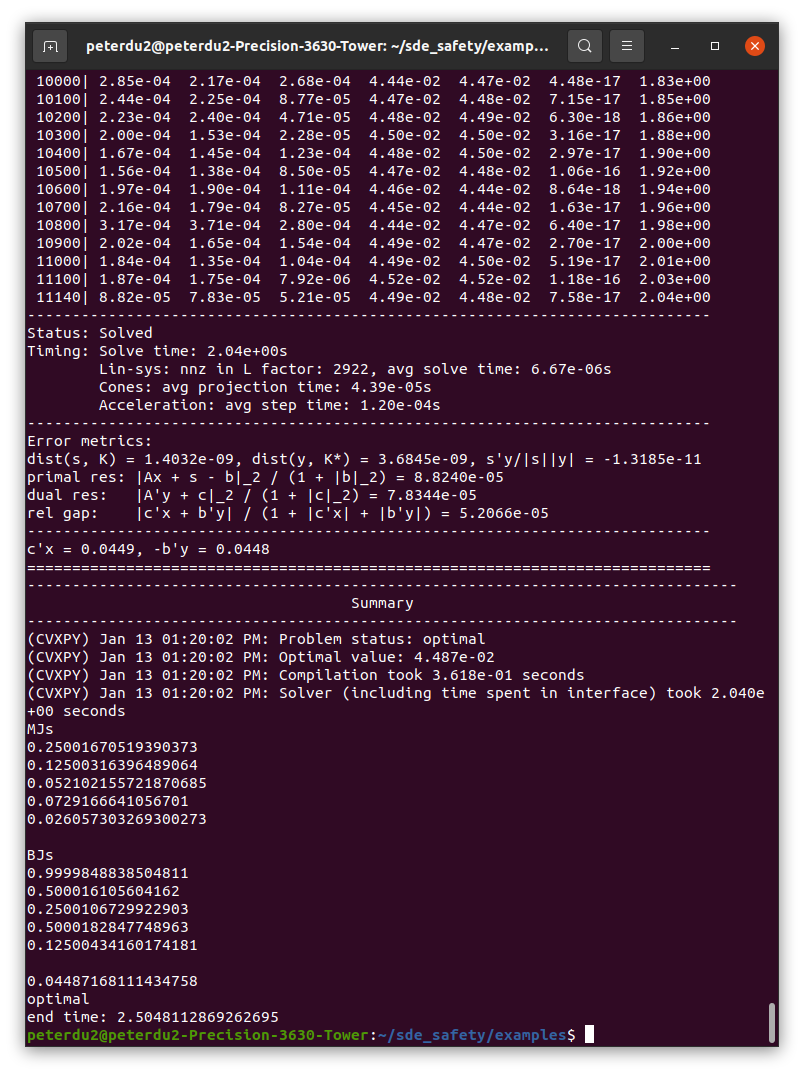 peterdu2@peterdu2-Precision-3630-Tower: ~/sde_safety/examp...
10000| 2.85e-04  2.17e-04  2.68e-04  4.44e-02  4.47e-02  4.48e-17  1.83e+00
10100| 2.44e-04  2.25e-04  8.77e-05  4.47e-02  4.48e-02  7.15e-17  1.85e+00
10200| 2.23e-04  2.40e-04  4.71e-05  4.48e-02  4.49e-02  6.30e-18  1.86e+00
10300| 2.00e-04  1.53e-04  2.28e-05  4.50e-02  4.50e-02  3.16e-17  1.88e+00
10400| 1.67e-04  1.45e-04  1.23e-04  4.48e-02  4.50e-02  2.97e-17  1.90e+00
10500| 1.56e-04  1.38e-04  8.50e-05  4.47e-02  4.48e-02  1.06e-16  1.92e+00
10600| 1.97e-04  1.90e-04  1.11e-04  4.46e-02  4.44e-02  8.64e-18  1.94e+00
10700| 2.16e-04  1.79e-04  8.27e-05  4.45e-02  4.44e-02  1.63e-17  1.96e+00
10800| 3.17e-04  3.71e-04  2.80e-04  4.44e-02  4.47e-02  6.40e-17  1.98e+00
10900| 2.02e-04  1.65e-04  1.54e-04  4.49e-02  4.47e-02  2.70e-17  2.00e+00
11000| 1.84e-04  1.35e-04  1.04e-04  4.49e-02  4.50e-02  5.19e-17  2.01e+00
11100| 1.87e-04  1.75e-04  7.92e-06  4.52e-02  4.52e-02  1.18e-16  2.03e+00
11140| 8.82e-05  7.83e-05  5.21e-05  4.49e-02  4.48e-02  7.58e-17  2.04e+00
----------------------------------------------------------------------------
Status: Solved
Timing: Solve time: 2.04e+00s
        Lin-sys: nnz in L factor: 2922, avg solve time: 6.67e-06s
        Cones: avg projection time: 4.39e-05s
        Acceleration: avg step time: 1.20e-04s
----------------------------------------------------------------------------
Error metrics:
dist(s, K) = 1.4032e-09, dist(y, K*) = 3.6845e-09, s'y/|s||y| = -1.3185e-11
primal res: |Ax + s - b|_2 / (1 + |b|_2) = 8.8240e-05
dual res:   |A'y + c|_2 / (1 + |c|_2) = 7.8344e-05
rel gap:    |c'x + b'y| / (1 + |c'x| + |b'y|) = 5.2066e-05
----------------------------------------------------------------------------
c'x = 0.0449, -b'y = 0.0448
============================================================================
-------------------------------------------------------------------------------
                                    Summary
-------------------------------------------------------------------------------
(CVXPY) Jan 13 01:20:02 PM: Problem status: optimal
(CVXPY) Jan 13 01:20:02 PM: Optimal value: 4.487e-02
(CVXPY) Jan 13 01:20:02 PM: Compilation took 3.618e-01 seconds
(CVXPY) Jan 13 01:20:02 PM: Solver (including time spent in interface) took 2.040e
+00 seconds
MJs
0.25001670519390373
0.12500316396489064
0.052102155721870685
0.0729166641056701
0.026057303269300273

BJs
0.9999848838504811
0.500016105604162
0.2500106729922903
0.5000182847748963
0.12500434160174181

0.04487168111434758
optimal
end time: 2.5048112869262695
peterdu2@peterdu2-Precision-3630-Tower:~/sde_safety/examples$